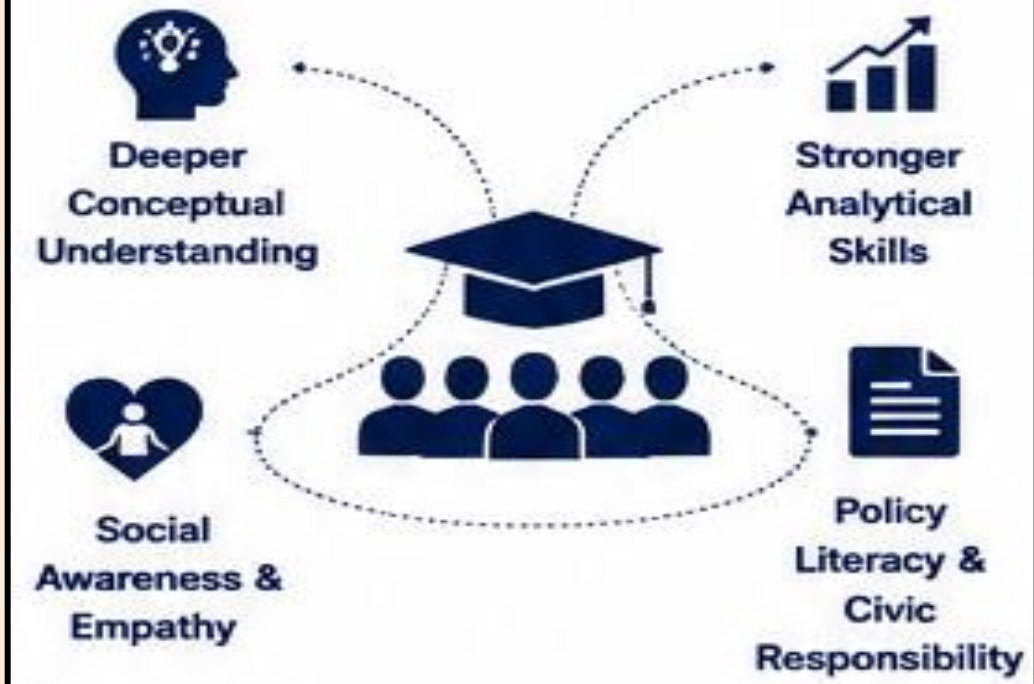 Deeper
Conceptual
Understanding
Stronger
Analytical
Skills
Social
Awareness &
Empathy
Policy
Literacy &
Civic
Responsibility